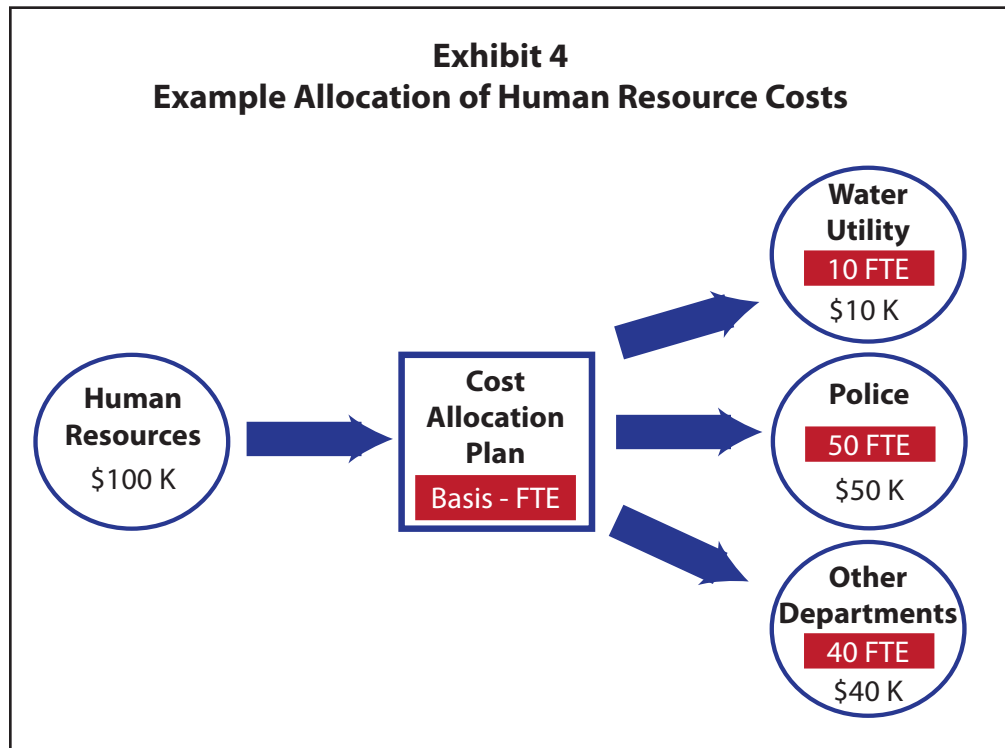 Exhibit 4
Example Allocation of Human Resource Costs
Human
Resources
$100 K
Cost
Allocation
Plan
Basis - FTE
Water
Utility
10 FTE
$10 K
Police
50 FTE
$50 K
Other
Departments
40 FTE
$40 K